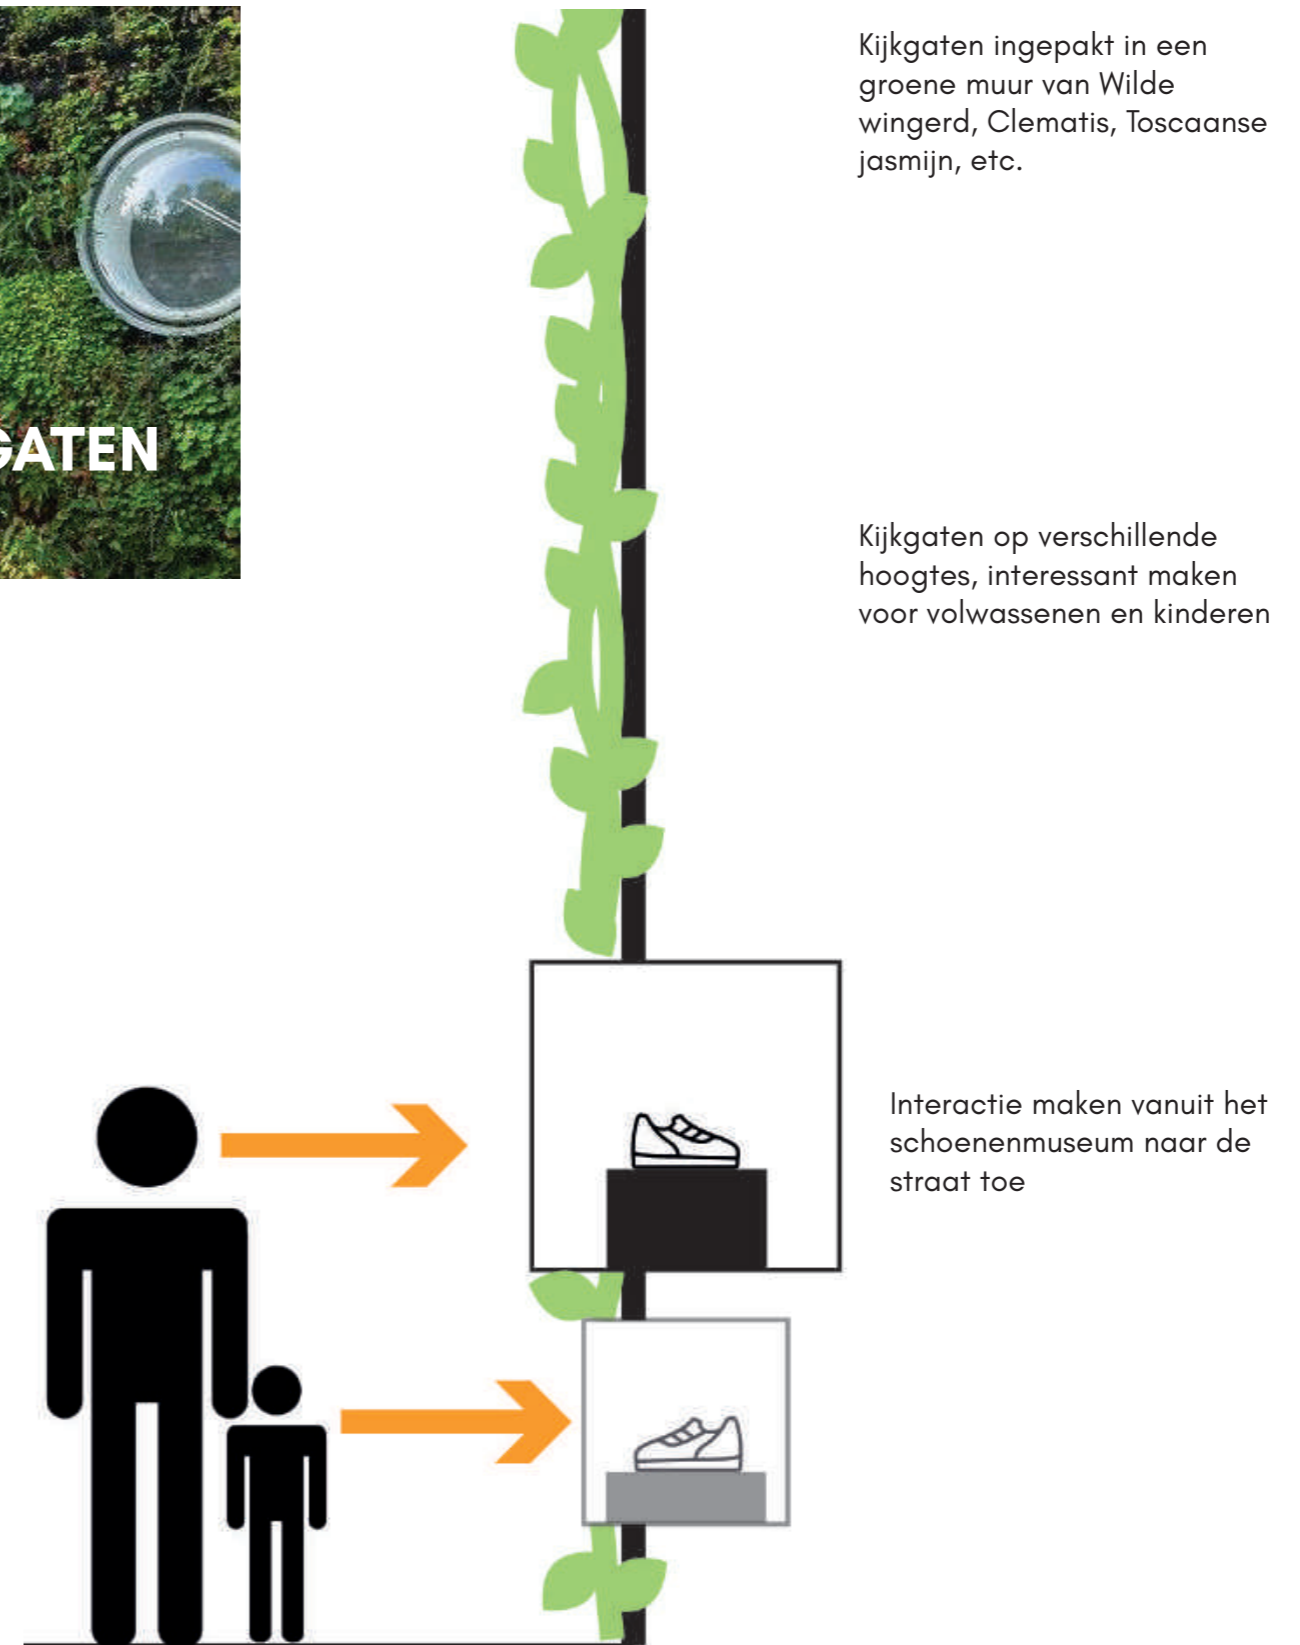 Kijkgaten ingepakt in een
groene muur van Wilde
wingerd, Clematis, Toscaanse
jasmijn, etc.
GATEN
Kijkgaten op verschillende
hoogtes, interessant maken
voor volwassenen en kinderen
Interactie maken vanuit het
schoenenmuseum naar de
straat toe